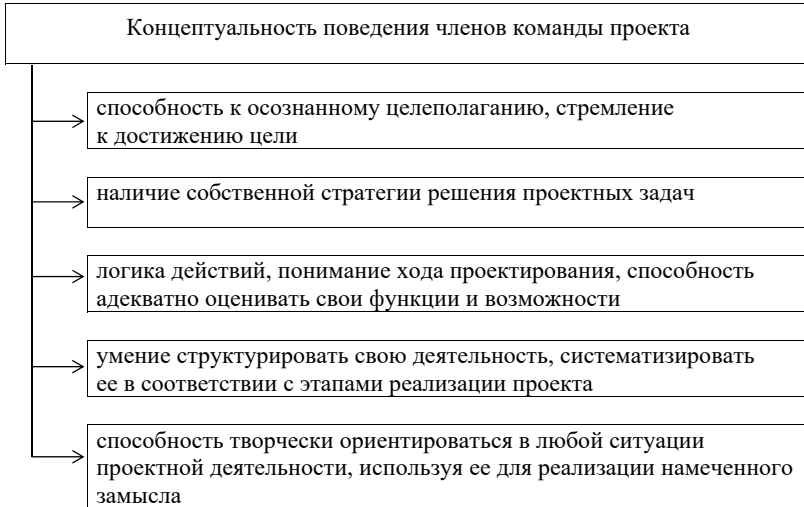 Концептуальность поведения членов команды проекта
способность к осознанному целеполаганию, стремление
к достижению цели
наличие собственной стратегии решения проектных задач
логика действий, понимание хода проектирования, способность
адекватно оценивать свои функции и возможности
умение структурировать свою деятельность, систематизировать
ее в соответствии с этапами реализации проекта
способность творчески ориентироваться в любой ситуации
проектной деятельности, используя ее для реализации намеченного
замысла